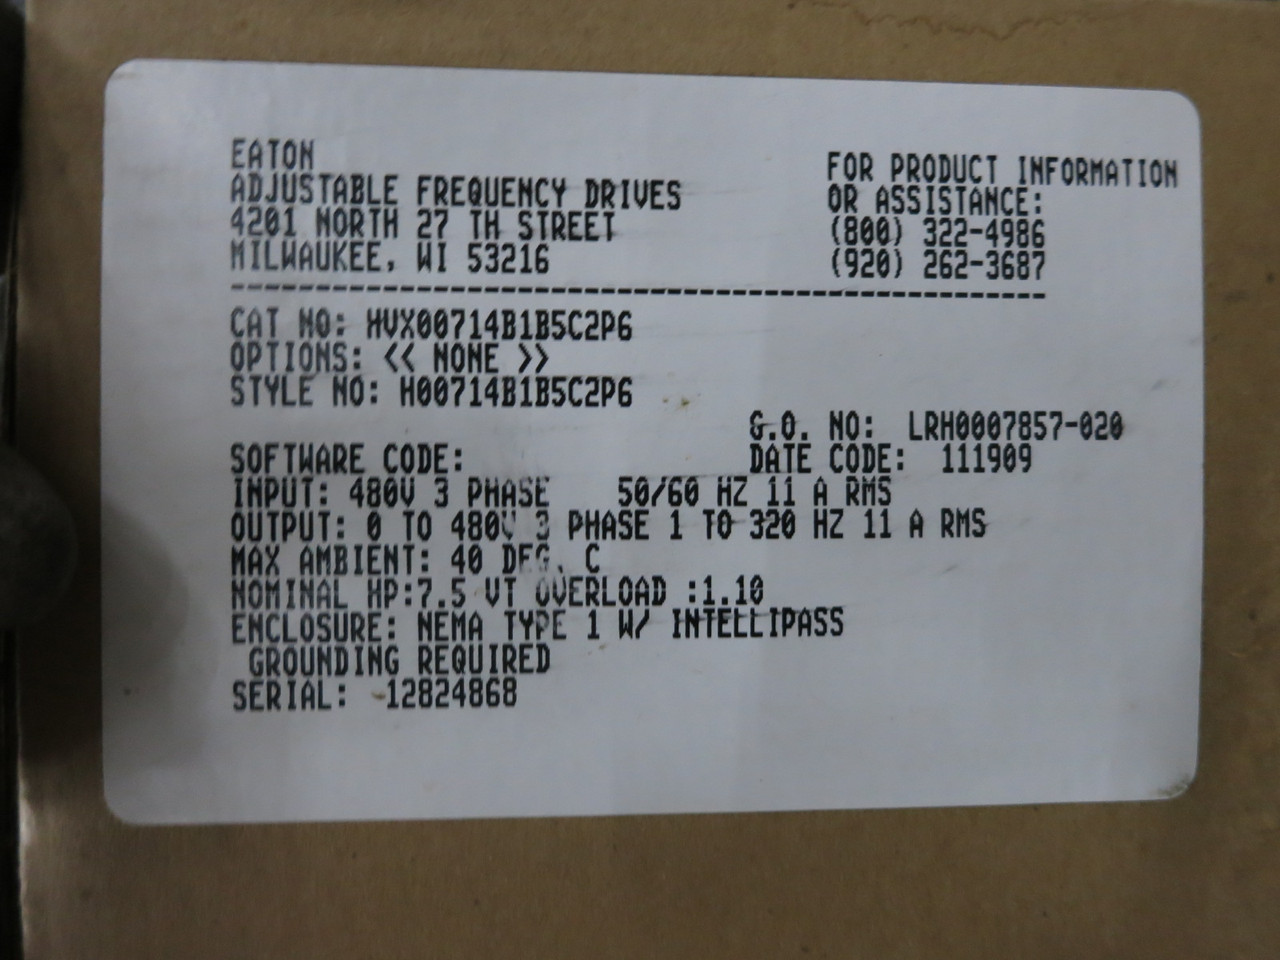 EATON
ADJUSTABLE FREQUENCY DRIVES
4201 NORTH 27 TH STREET
MILWAUKEE, WI 53216
FOR PRODUCT INFORMATION
OR ASSISTANCE:
(800) 322-4986
(920) 262-3687
--------------------------------------------------
CAT NO: HVX00714B1B5C2P6
OPTIONS: << NONE >>
STYLE NO: H00714B1B5C2P6
G.O. NO: LRH0007857-020
SOFTWARE CODE: DATE CODE: 111909
INPUT: 480V 3 PHASE 50/60 HZ 11 A RMS
OUTPUT: 0 TO 480V 3 PHASE 1 TO 320 HZ 11 A RMS
MAX AMBIENT: 40 DEG. C
NOMINAL HP:7.5 VT OVERLOAD :1.10
ENCLOSURE: NEMA TYPE 1 W/ INTELLIPASS
GROUNDING REQUIRED
SERIAL: 12824868